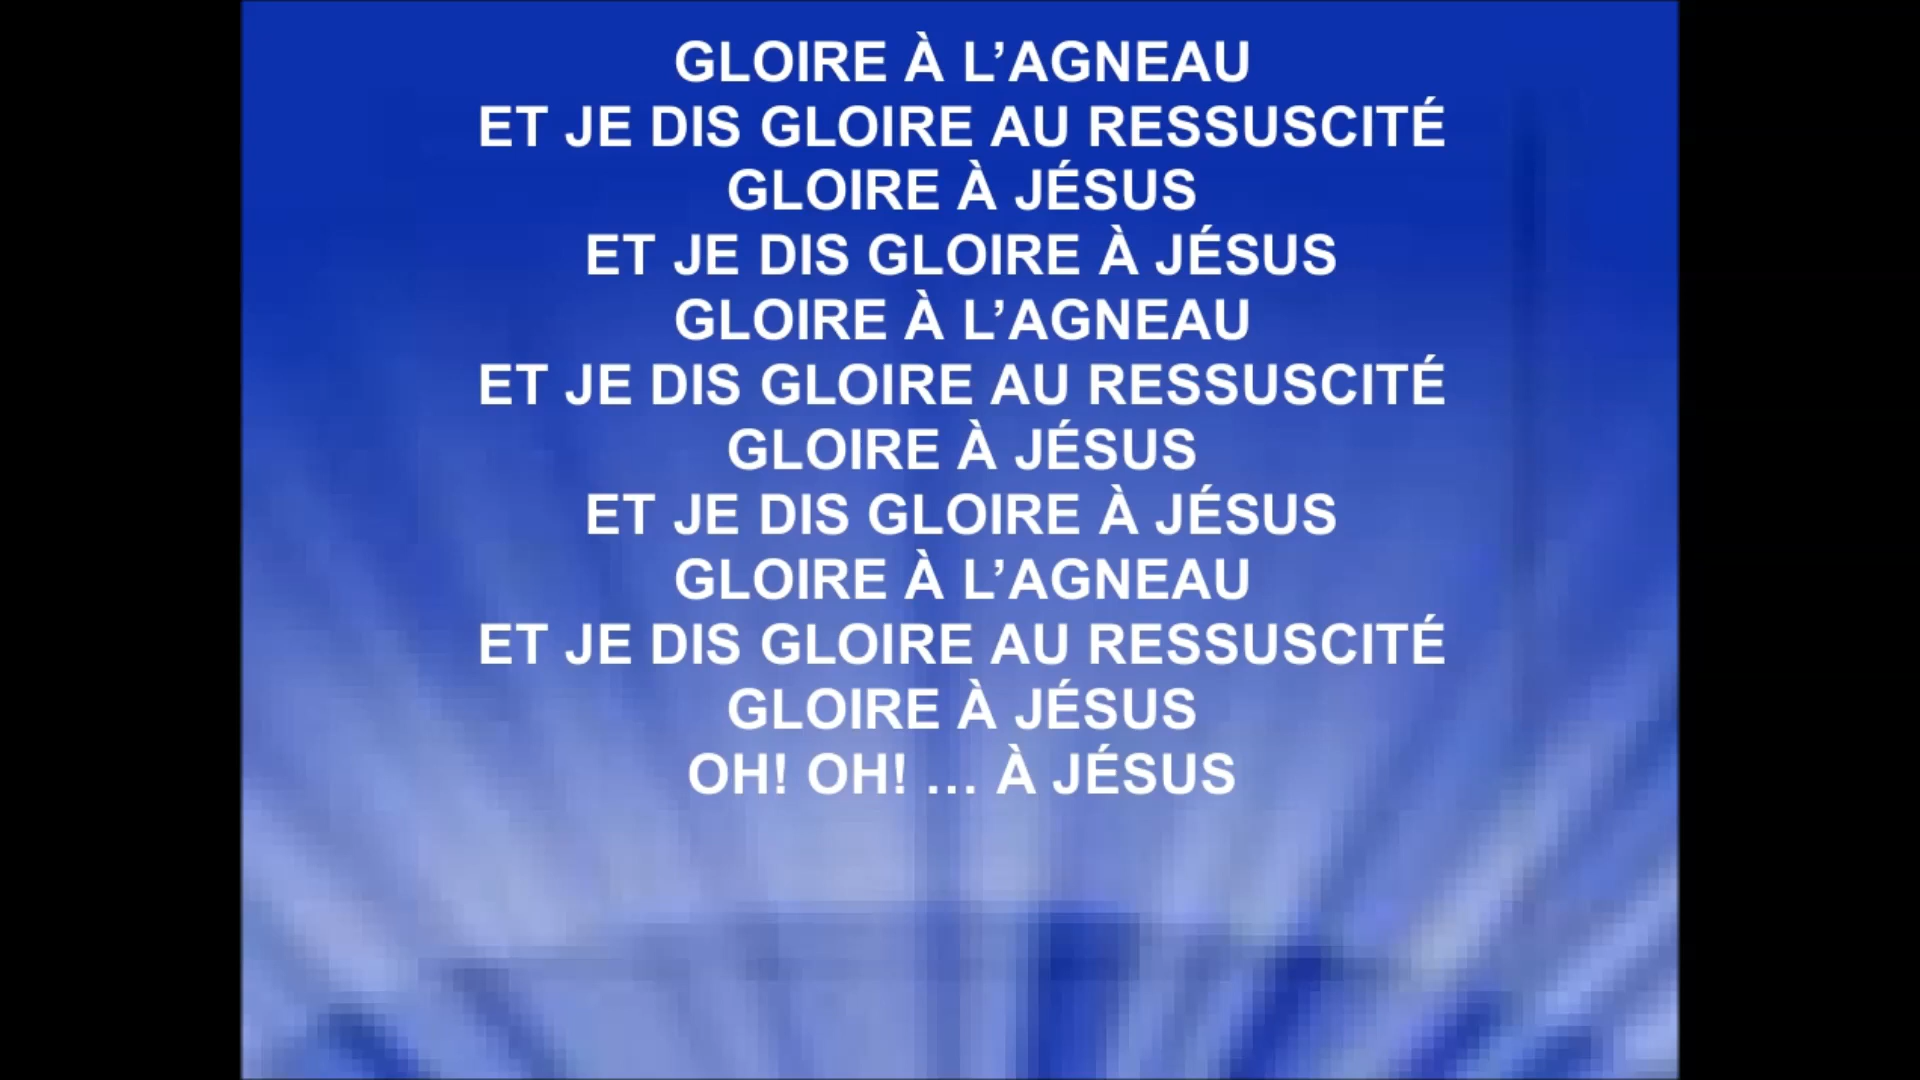 GLOIRE À L’AGNEAU
ET JE DIS GLOIRE AU RESSUSCITÉ
GLOIRE À JÉSUS
ET JE DIS GLOIRE À JÉSUS
GLOIRE À L’AGNEAU
ET JE DIS GLOIRE AU RESSUSCITÉ
GLOIRE À JÉSUS
ET JE DIS GLOIRE À JÉSUS
GLOIRE À L’AGNEAU
ET JE DIS GLOIRE AU RESSUSCITÉ
GLOIRE À JÉSUS
OH! OH! … À JÉSUS